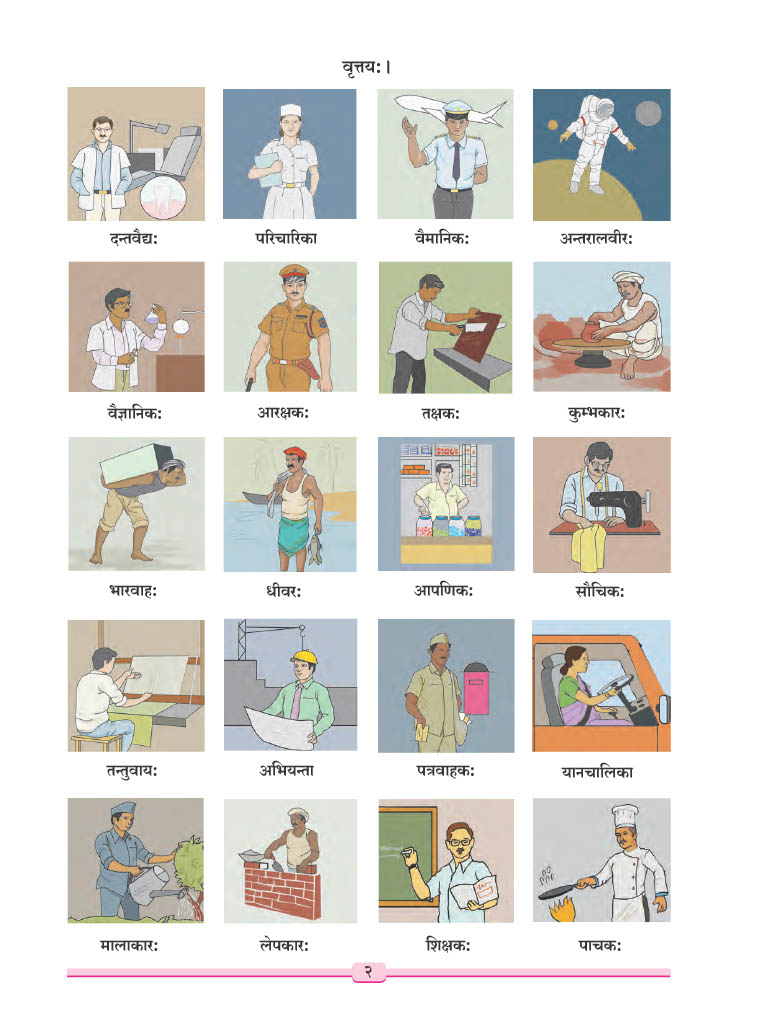 वृत्तय:।
दन्तवैद्य: परिचारिका वैमानिक: अन्तरालवीर:
वैज्ञानिक: आरक्षक: तक्षक: कुम्भकार:
भारवाह: धीवर: आपणिक: सौचिक:
तन्तुवाय: अभियन्ता पत्रवाहक: यानचालिका
मालाकार: लेपकार: शिक्षक: पाचक:
२